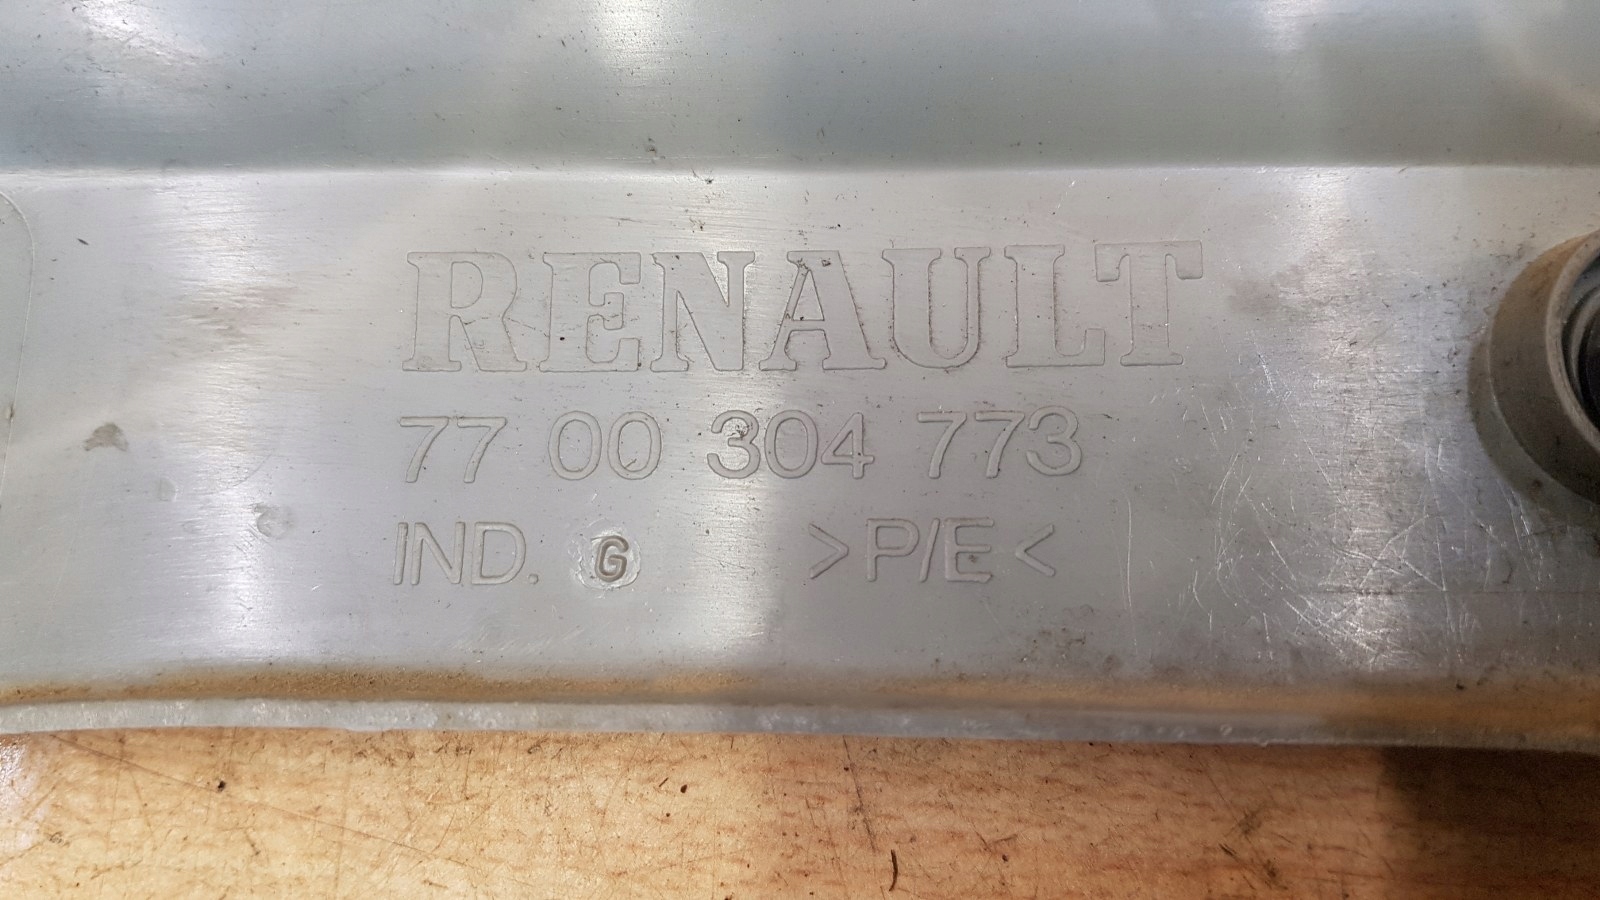 RENAULT
77 00 304 773
IND. G >P/E<